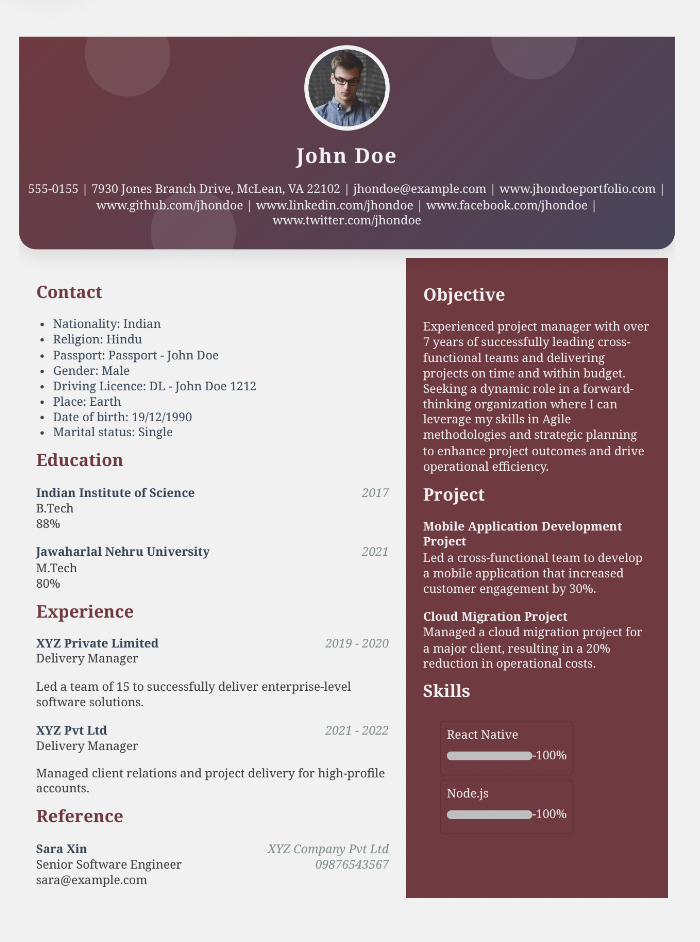 John Doe
555-0155 | 7930 Jones Branch Drive, McLean, VA 22102 | jhondoe@example.com | www.jhondoeportfolio.com |
www.github.com/jhondoe | www.linkedin.com/jhondoe | www.facebook.com/jhondoe |
www.twitter.com/jhondoe
Contact
• Nationality: Indian
• Religion: Hindu
• Passport: Passport - John Doe
• Gender: Male
• Driving Licence: DL - John Doe 1212
• Place: Earth
• Date of birth: 19/12/1990
• Marital status: Single
Education
Indian Institute of Science 2017
B.Tech
88%
Jawaharlal Nehru University 2021
M.Tech
80%
Experience
XYZ Private Limited 2019 - 2020
Delivery Manager
Led a team of 15 to successfully deliver enterprise-level
software solutions.
XYZ Pvt Ltd 2021 - 2022
Delivery Manager
Managed client relations and project delivery for high-profile
accounts.
Reference
Sara Xin XYZ Company Pvt Ltd
Senior Software Engineer 09876543567
sara@example.com
Objective
Experienced project manager with over
7 years of successfully leading cross-
functional teams and delivering
projects on time and within budget.
Seeking a dynamic role in a forward-
thinking organization where I can
leverage my skills in Agile
methodologies and strategic planning
to enhance project outcomes and drive
operational efficiency.
Project
Mobile Application Development
Project
Led a cross-functional team to develop
a mobile application that increased
customer engagement by 30%.
Cloud Migration Project
Managed a cloud migration project for
a major client, resulting in a 20%
reduction in operational costs.
Skills
React Native
-100%
Node.js
-100%